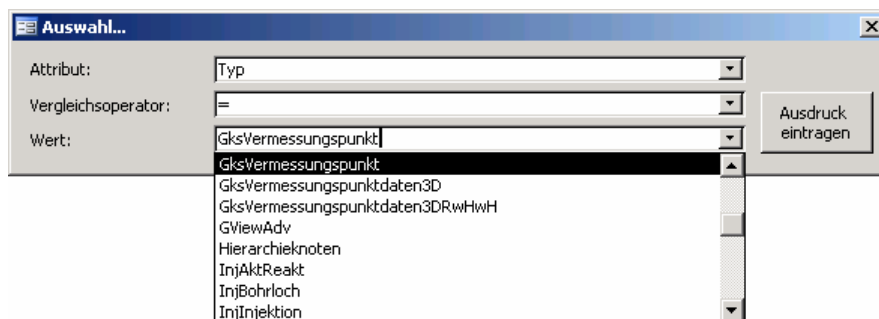 Auswahl...
Attribut: Typ
Vergleichsoperator: =
Wert: GksVermessungspunkt
Ausdruck
eintragen
GksVermessungspunkt
GksVermessungspunktdaten3D
GksVermessungspunktdaten3DRwHwH
GViewAdv
Hierarchieknoten
InjAktReakt
InjBohrloch
InjInjektion